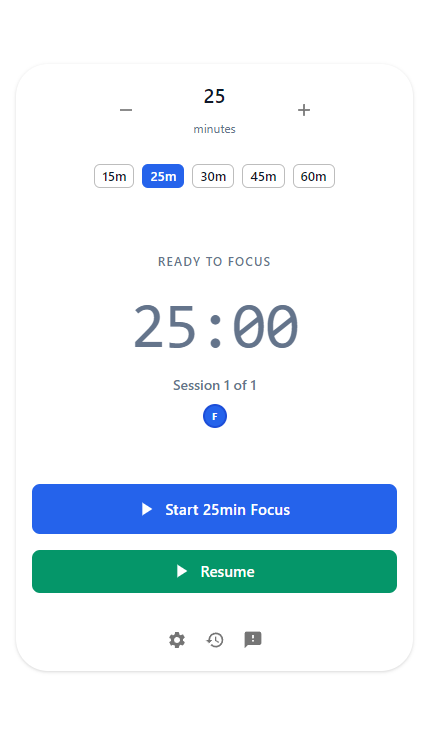 25
minutes
15m 25m 30m 45m 60m
READY TO FOCUS
25:00
Session 1 of 1
F
Start 25min Focus
Resume